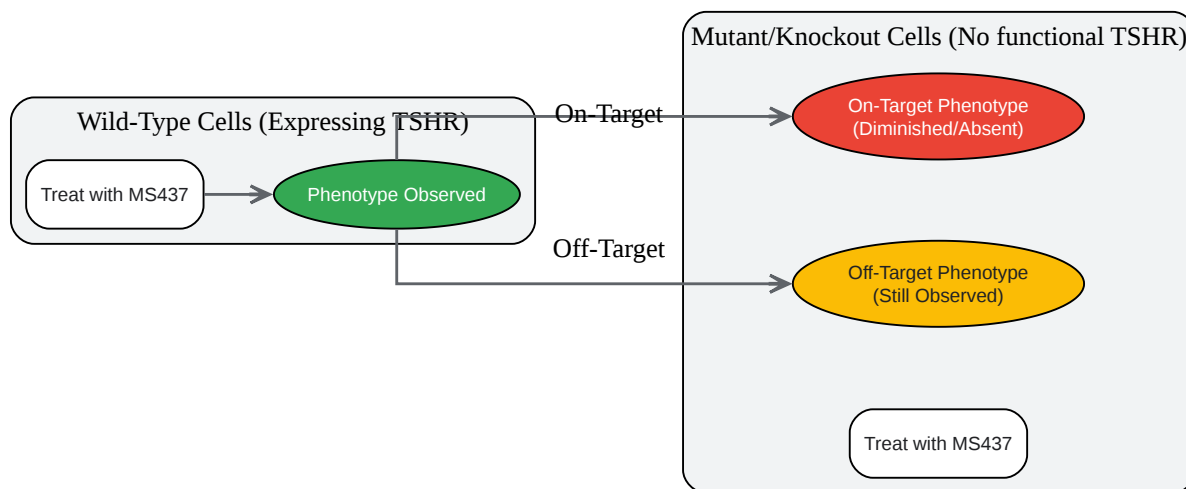 Wild-Type Cells (Expressing TSHR)
Treat with MS437
Phenotype Observed
On-Target
Off-Target
Mutant/Knockout Cells (No functional TSHR)
On-Target Phenotype
(Diminished/Absent)
Off-Target Phenotype
(Still Observed)
Treat with MS437